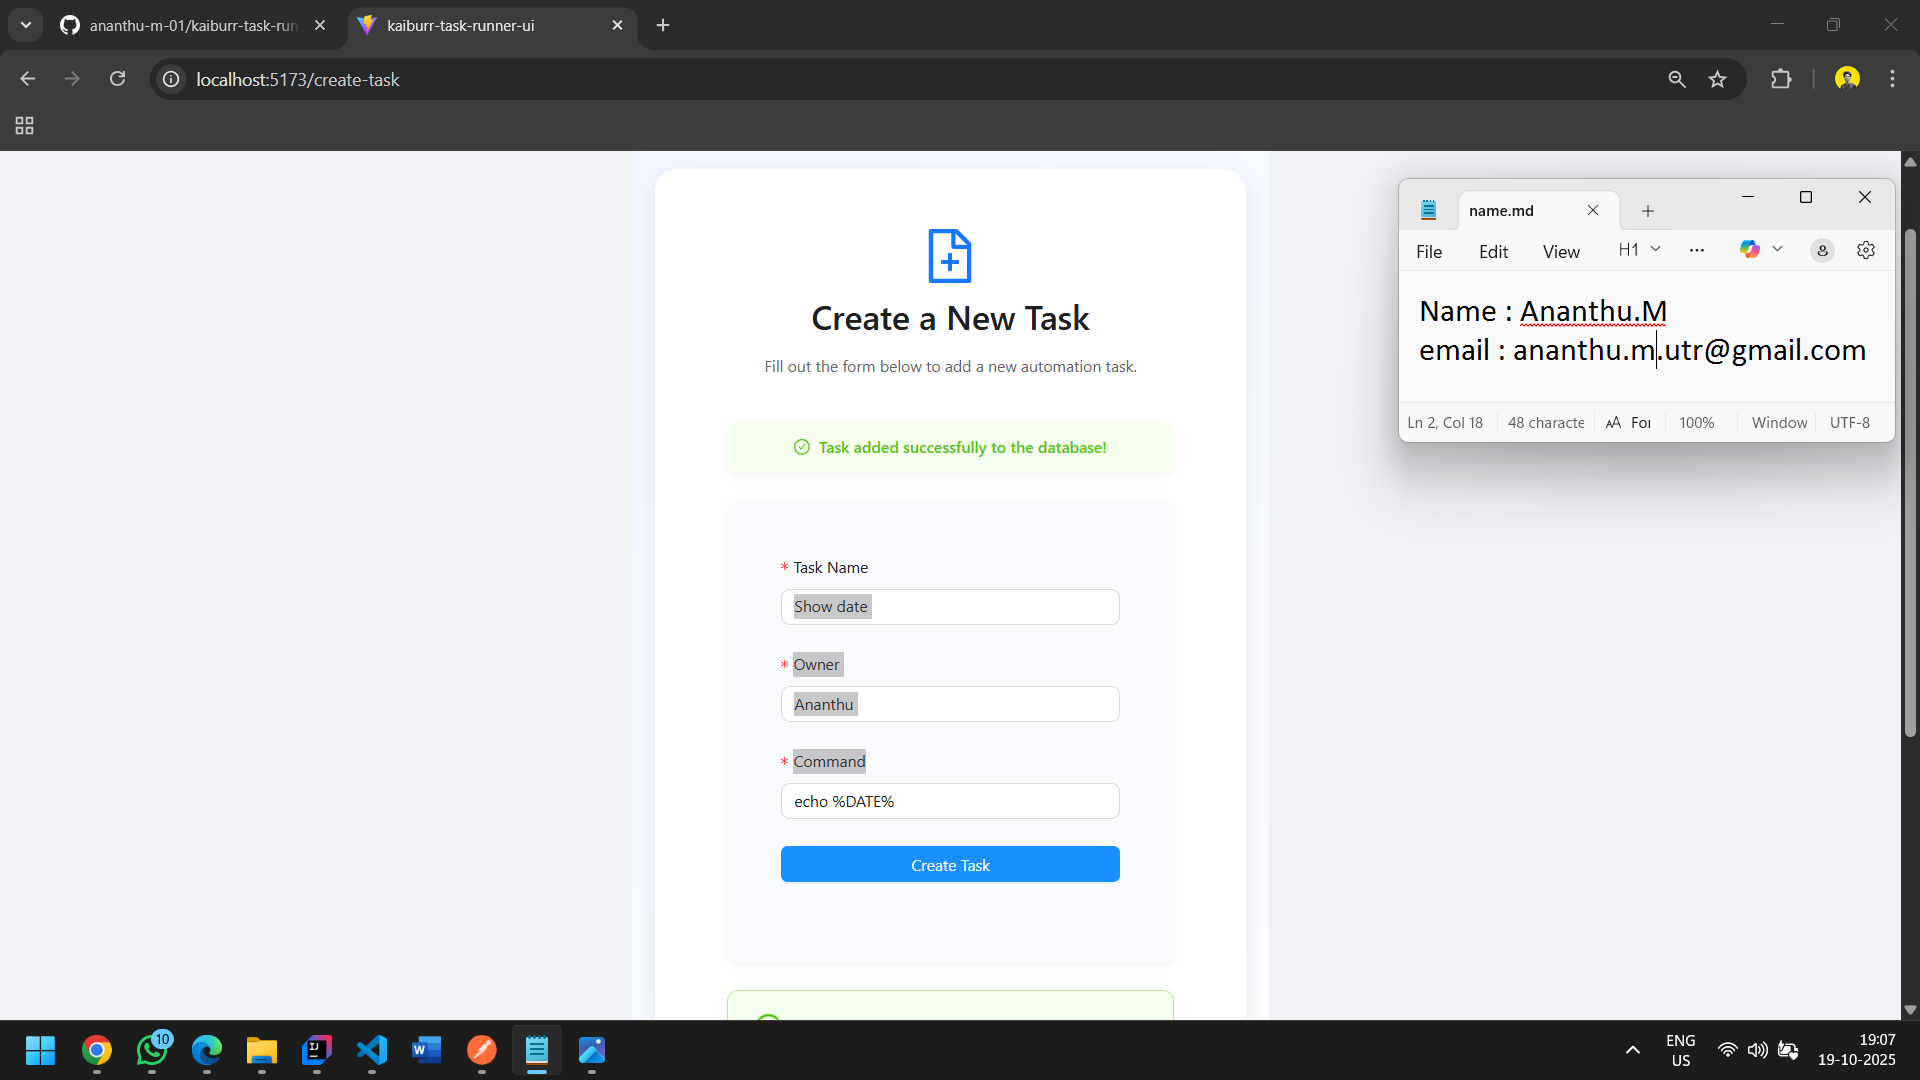 ananthu-m-01/kaiburr-task-run
kaiburr-task-runner-ui
localhost:5173/create-task
Create a New Task
Fill out the form below to add a new automation task.
Task added successfully to the database!
* Task Name
Show date
* Owner
Ananthu
* Command
echo %DATE%
Create Task
name.md
File Edit View H1
Name : Ananthu.M
email : ananthu.m.utr@gmail.com
Ln 2, Col 18 48 characte For 100% Window UTF-8
10
ENG
US
19:07
19-10-2025